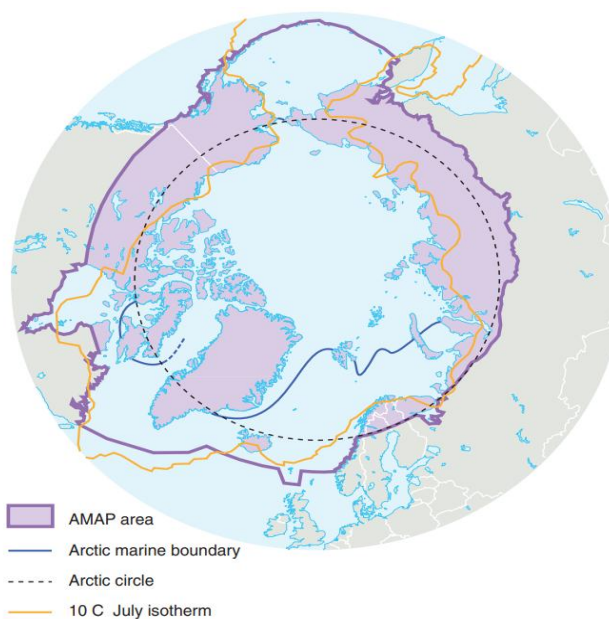 AMAP area
Arctic marine boundary
Arctic circle
10 C  July isotherm